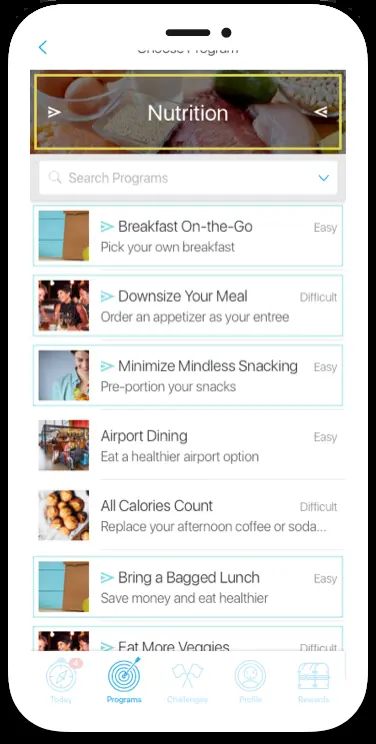 Choose Program
Nutrition
Search Programs
Breakfast On-the-Go
Easy
Pick your own breakfast
Downsize Your Meal
Difficult
Order an appetizer as your entree
Minimize Mindless Snacking
Easy
Pre-portion your snacks
Airport Dining
Easy
Eat a healthier airport option
All Calories Count
Difficult
Replace your afternoon coffee or soda...
Bring a Bagged Lunch
Easy
Save money and eat healthier
Eat More Veggies
Difficult
4
Today
Programs
Challenges
Profile
Rewards